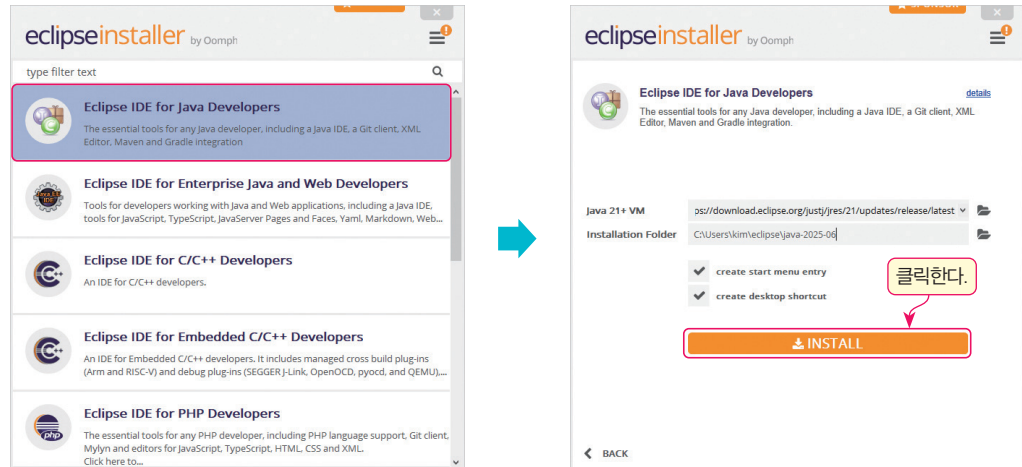 eclipseinstaller by Oomph
type filter text
Eclipse IDE for Java Developers
The essential tools for any Java developer, including a Java IDE, a Git client, XML
Editor, Maven and Gradle integration
Eclipse IDE for Enterprise Java and Web Developers
Tools for developers working with Java and Web applications, including a Java IDE,
tools for JavaScript, TypeScript, JavaServer Pages and Faces, Yaml, Markdown, Web...
Eclipse IDE for C/C++ Developers
An IDE for C/C++ developers.
Eclipse IDE for Embedded C/C++ Developers
An IDE for Embedded C/C++ developers. It includes managed cross build plug-ins
(Arm and RISC-V) and debug plug-ins (SEGGER J-Link, OpenOCD, pyocd, and QEMU),...
Eclipse IDE for PHP Developers
The essential tools for any PHP developer, including PHP language support, Git client,
Mylyn and editors for JavaScript, TypeScript, HTML, CSS and XML.
Click here to...
SPONSOR
eclipseinstaller by Oomph
Eclipse IDE for Java Developers details
The essential tools for any Java developer, including a Java IDE, a Git client, XML
Editor, Maven and Gradle integration.
Java 21+ VM ps://download.eclipse.org/justj/jres/21/updates/release/latest
Installation Folder C:\Users\kim\eclipse\java-2025-06
create start menu entry
클릭한다.
create desktop shortcut
INSTALL
BACK